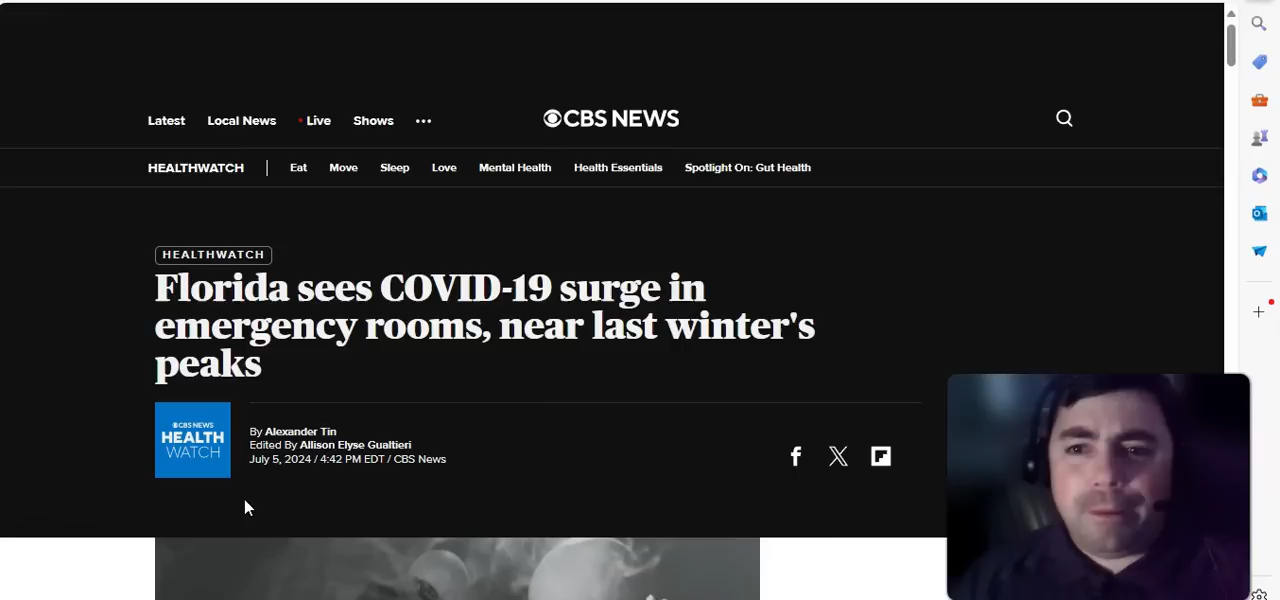 Latest Local News Live Shows
CBS NEWS
HEALTHWATCH Eat Move Sleep Love Mental Health Health Essentials Spotlight On: Gut Health
HEALTHWATCH
Florida sees COVID-19 surge in
emergency rooms, near last winter's
peaks
CBS NEWS
HEALTH
WATCH
By Alexander Tin
Edited By Allison Elyse Gualtieri
July 5, 2024 / 4:42 PM EDT / CBS News